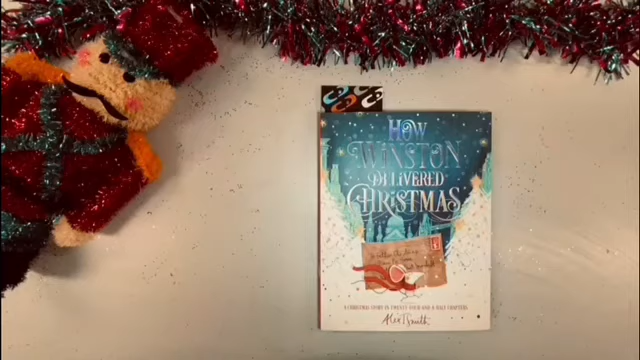 HOW
WINSTON
DELIVERED
CHRISTMAS
A CHRISTMAS STORY IN TWENTY-FOUR-AND-A-HALF CHAPTERS
Alex T Smith